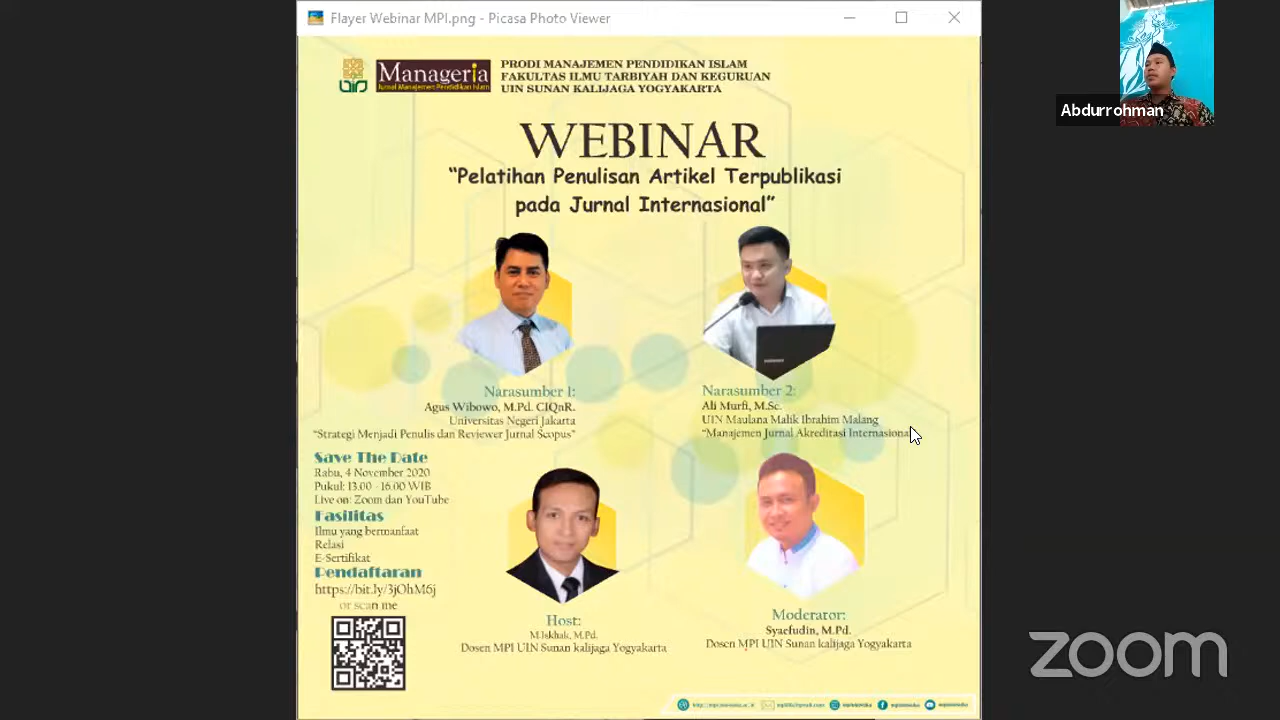 Flayer Webinar MPI.png - Picasa Photo Viewer
Abdurrohman
Manageria
Jurnal Manajemen Pendidikan Islam
PRODI MANAJEMEN PENDIDIKAN ISLAM
FAKULTAS ILMU TARBIYAH DAN KEGURUAN
UIN SUNAN KALIJAGA YOGYAKARTA
WEBINAR
“Pelatihan Penulisan Artikel Terpublikasi
pada Jurnal Internasional”
Narasumber 1:
Agus Wibowo, M.Pd. CIQnR.
Universitas Negeri Jakarta
“Strategi Menjadi Penulis dan Reviewer Jurnal Scopus”
Narasumber 2:
Ali Murfi, M.Sc.
UIN Maulana Malik Ibrahim Malang
“Manajemen Jurnal Akreditasi Internasional
Save The Date
Rabu, 4 November 2020
Pukul: 13.00 - 16.00 WIB
Live on: Zoom dan YouTube
Fasilitas
Ilmu yang bermanfaat
Relasi
E-Sertifikat
Pendaftaran
https://bit.ly/3jOhM6j
or scan me
Host:
M.Iskhak, M.Pd.
Dosen MPI UIN Sunan kalijaga Yogyakarta
Moderator:
Syaefudin, M.Pd.
Dosen MPI UIN Sunan kalijaga Yogyakarta
zoom